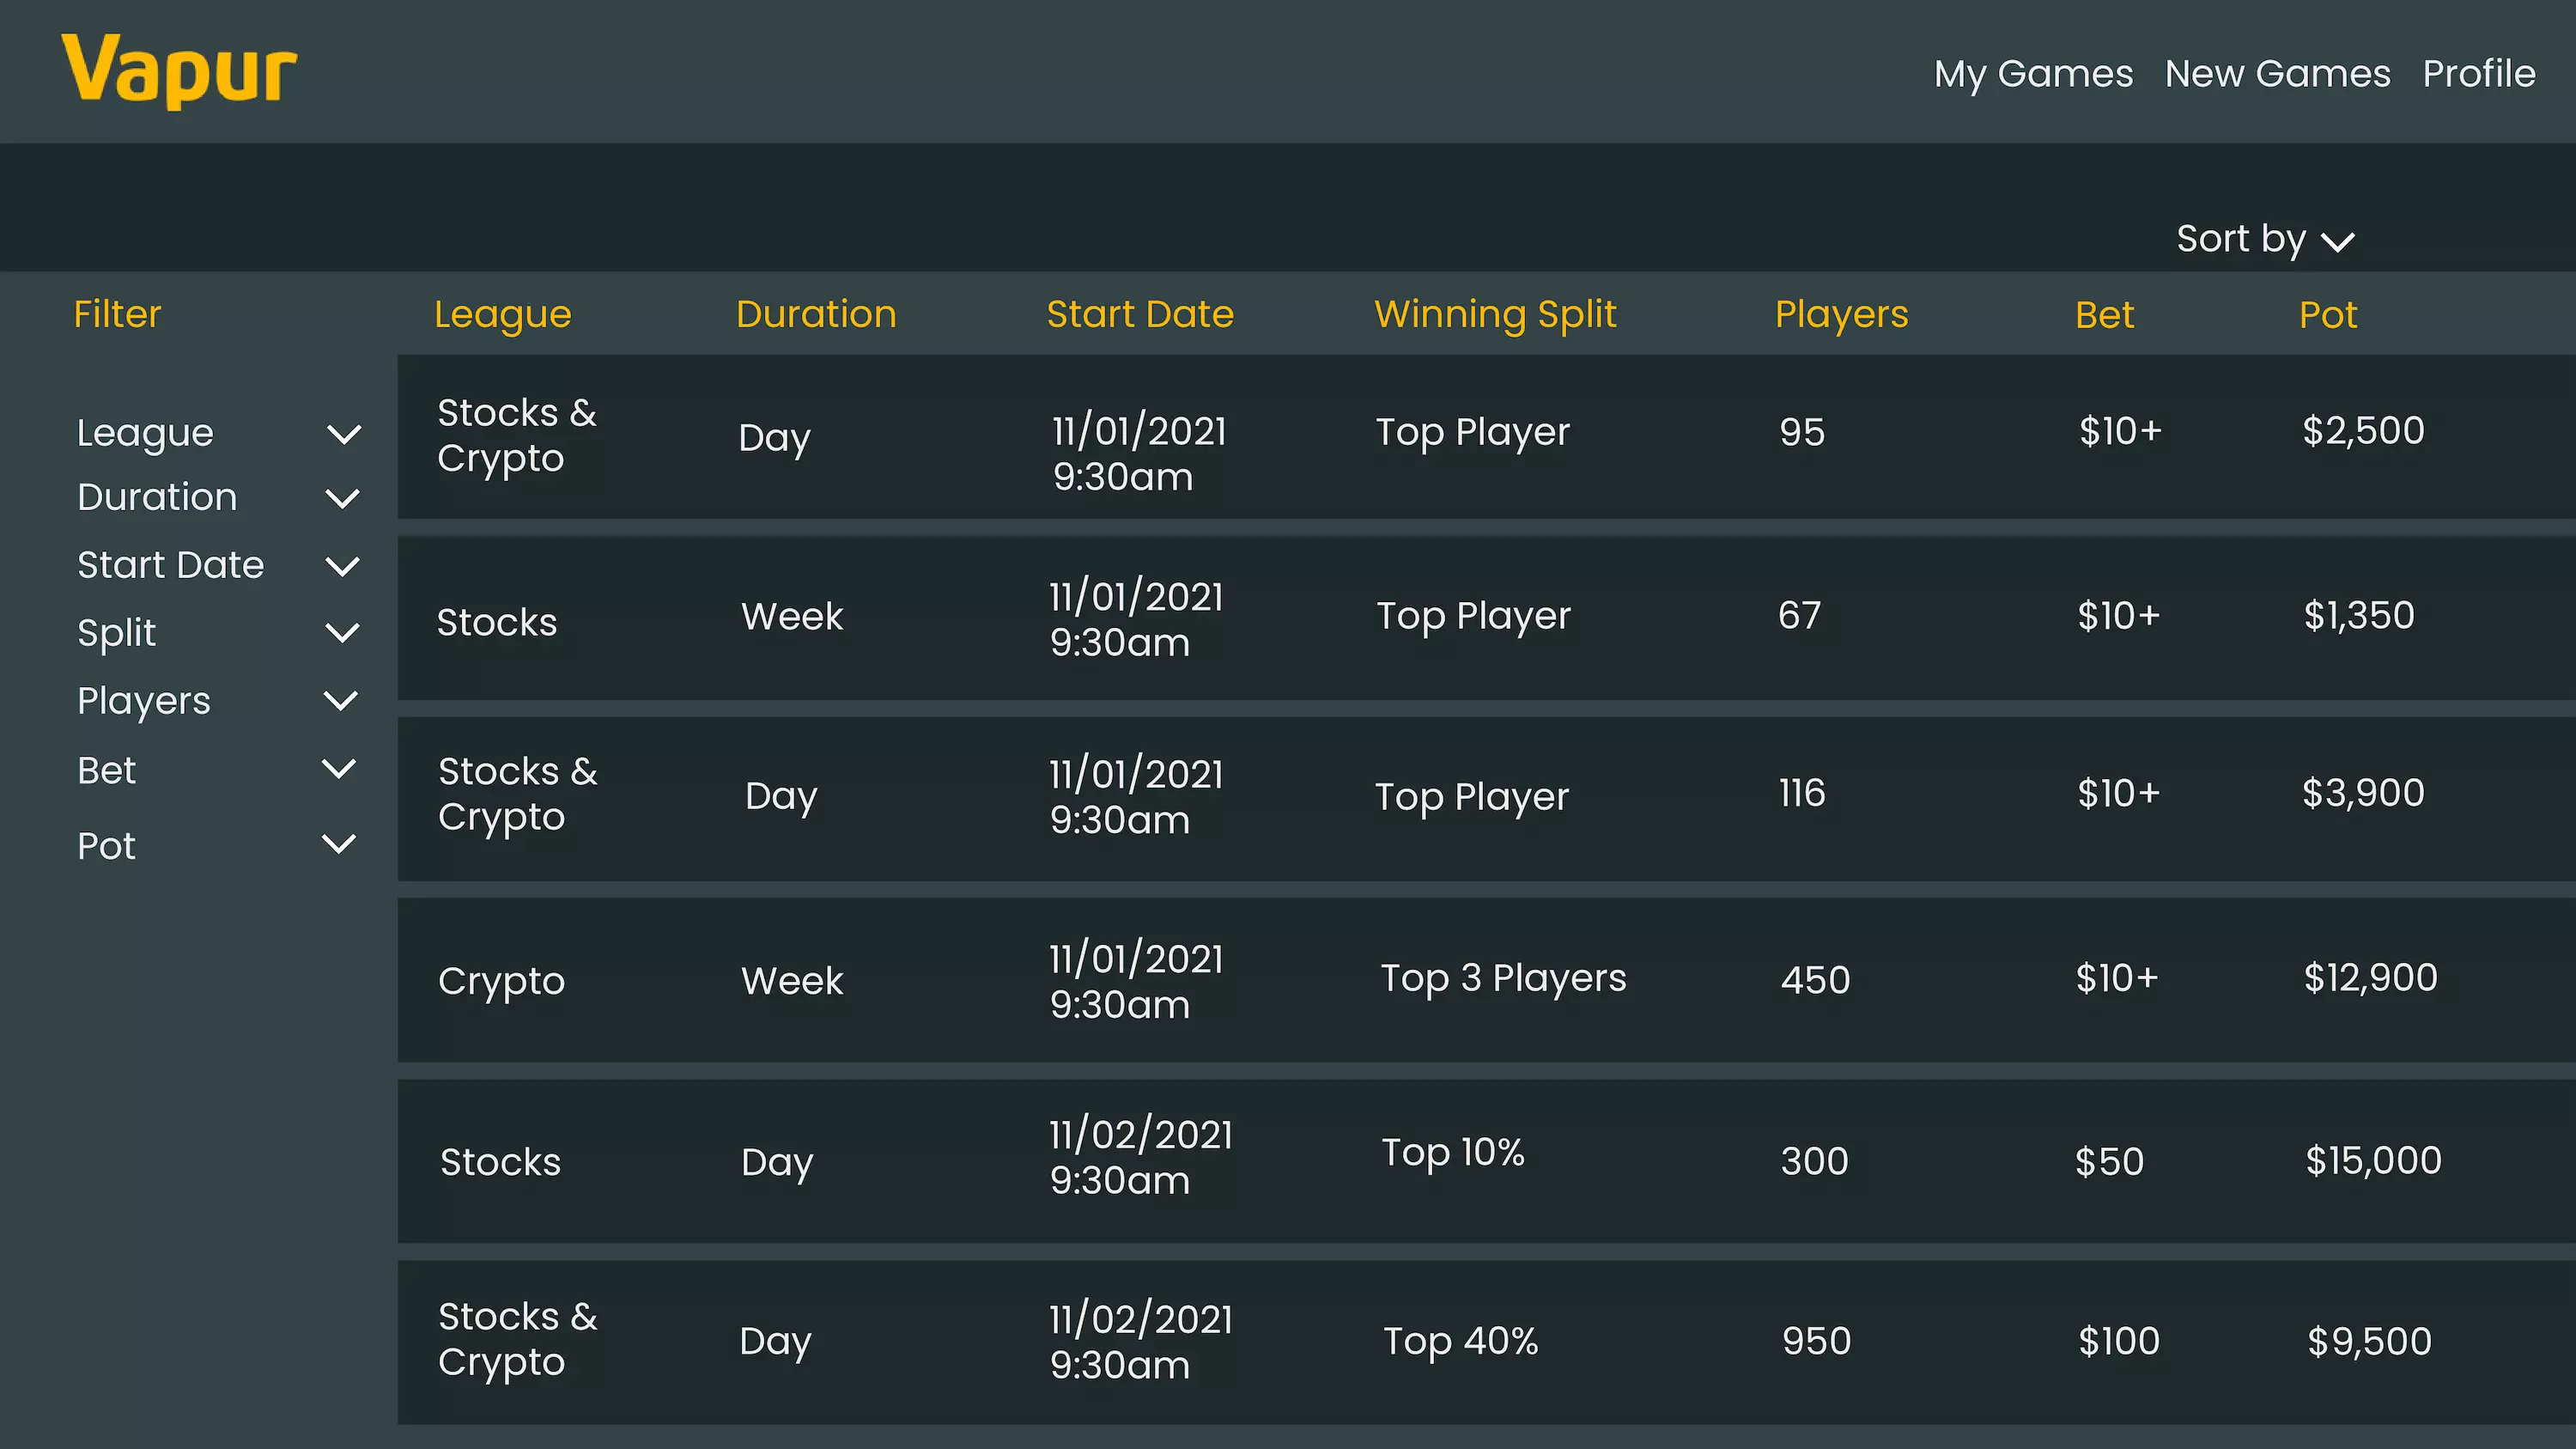 Vapur
My Games New Games Profile
Sort by
Filter League Duration Start Date Winning Split Players Bet Pot
League
Duration
Start Date
Split
Players
Bet
Pot
Stocks &
Crypto
Day
11/01/2021
9:30am
Top Player
95
$10+
$2,500
Stocks
Week
11/01/2021
9:30am
Top Player
67
$10+
$1,350
Stocks &
Crypto
Day
11/01/2021
9:30am
Top Player
116
$10+
$3,900
Crypto
Week
11/01/2021
9:30am
Top 3 Players
450
$10+
$12,900
Stocks
Day
11/02/2021
9:30am
Top 10%
300
$50
$15,000
Stocks &
Crypto
Day
11/02/2021
9:30am
Top 40%
950
$100
$9,500